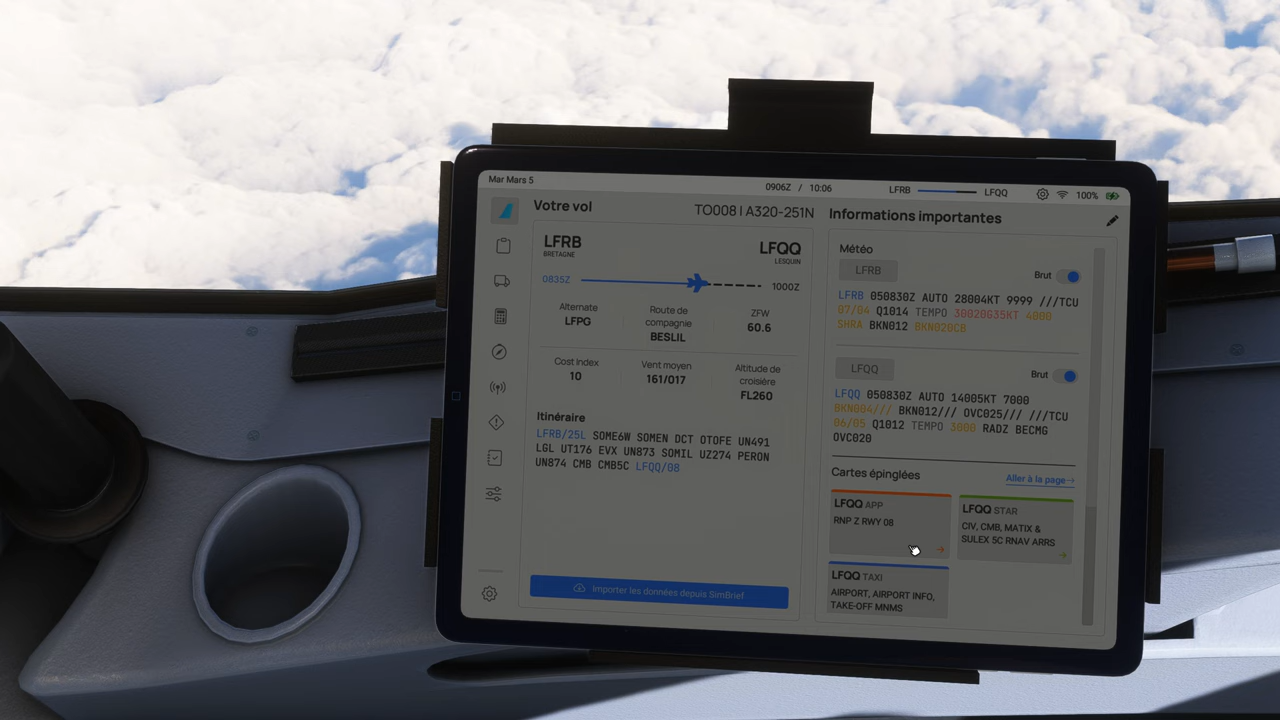 Mar Mars 5
0906Z / 10:06
LFRB LFQQ
100%
Votre vol
TO008 | A320-251N
LFRB
BRETAGNE
LFQQ
LESQUIN
0835Z
1000Z
Alternate
LFPG
Route de
compagnie
BESLIL
ZFW
60.6
Cost Index
10
Vent moyen
161/017
Altitude de
croisière
FL260
Itinéraire
LFRB/25L SOME6W SOMEN DCT OTOFE UN491
LGL UT176 EVX UN873 SOMIL UZ274 PERON
UN874 CMB CMB5C LFQQ/08
Importer les données depuis SimBrief
Informations importantes
Météo
LFRB
Brut
LFRB 050830Z AUTO 28004KT 9999 ///TCU
07/04 Q1014 TEMPO 30020G35KT 4000
SHRA BKN012 BKN020CB
LFQQ
Brut
LFQQ 050830Z AUTO 14005KT 7000
BKN004/// BKN012/// OVC025/// ///TCU
06/05 Q1012 TEMPO 3000 RADZ BECMG
OVC020
Cartes épinglées
Aller à la page→
LFQQ APP
RNP Z RWY 08
LFQQ STAR
CIV, CMB, MATIX &
SULEX 5C RNAV ARRS
LFQQ TAXI
AIRPORT, AIRPORT INFO,
TAKE-OFF MNMS